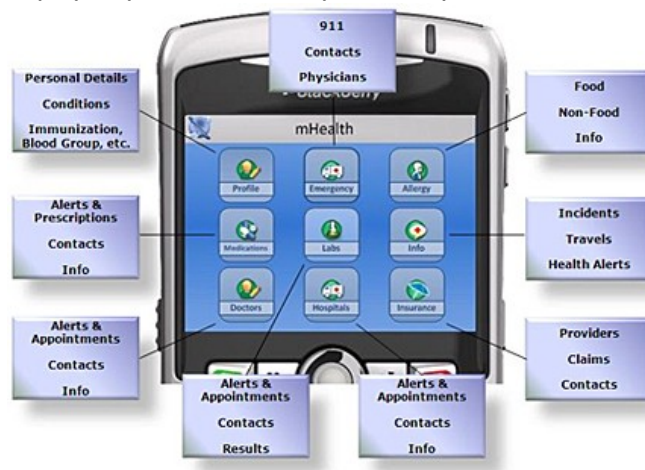 911
Contacts
Physicians
Personal Details
Conditions
Immunization,
Blood Group, etc.
Food
Non-Food
Info
BlackBerry
mHealth
Profile
Emergency
Allergy
Alerts &
Prescriptions
Contacts
Info
Medications
Labs
Info
Incidents
Travels
Health Alerts
Doctors
Hospitals
Insurance
Alerts &
Appointments
Contacts
Info
Providers
Claims
Contacts
Alerts &
Appointments
Contacts
Results
Alerts &
Appointments
Contacts
Info